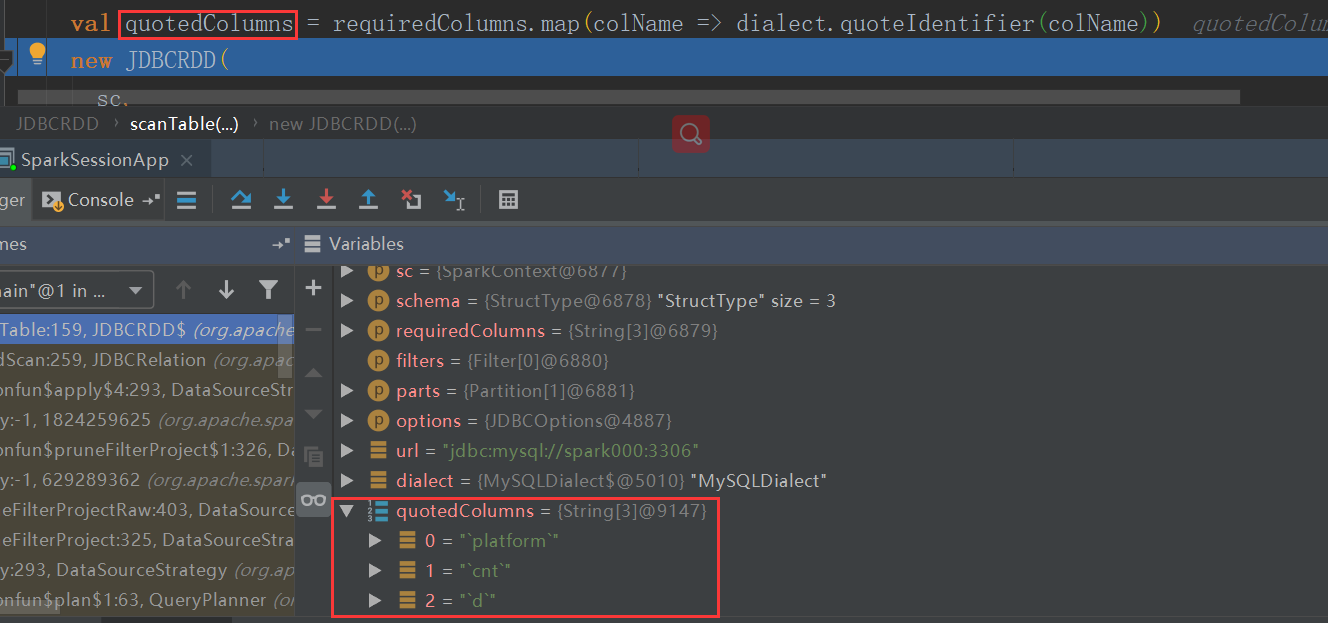 val quotedColumns = requiredColumns.map(colName => dialect.quoteIdentifier(colName)) quotedColum
new JDBCRDD(
sc,
JDBCRDD › scanTable(...) › new JDBCRDD(...)
SparkSessionApp
ger Console
mes Variables
ain"@1 in ...
sc = {SparkContext@6877}
schema = {StructType@6878} "StructType" size = 3
Table:159, JDBCRDD$ (org.apache
requiredColumns = {String[3]@6879}
dScan:259, JDBCRelation (org.apac
filters = {Filter[0]@6880}
onfun$apply$4:293, DataSourceStr
parts = {Partition[1]@6881}
y:-1, 1824259625 (org.apache.spa
options = {JDBCOptions@4887}
onfun$pruneFilterProject$1:326, Da
url = "jdbc:mysql://spark000:3306"
y:-1, 629289362 (org.apache.spark
dialect = {MySQLDialect$@5010} "MySQLDialect"
eFilterProjectRaw:403, DataSource
quotedColumns = {String[3]@9147}
eFilterProject:325, DataSourceStra
0 = "`platform`"
y:293, DataSourceStrategy (org.ap
1 = "`cnt`"
onfun$plan$1:63, QueryPlanner (or
2 = "`d`"